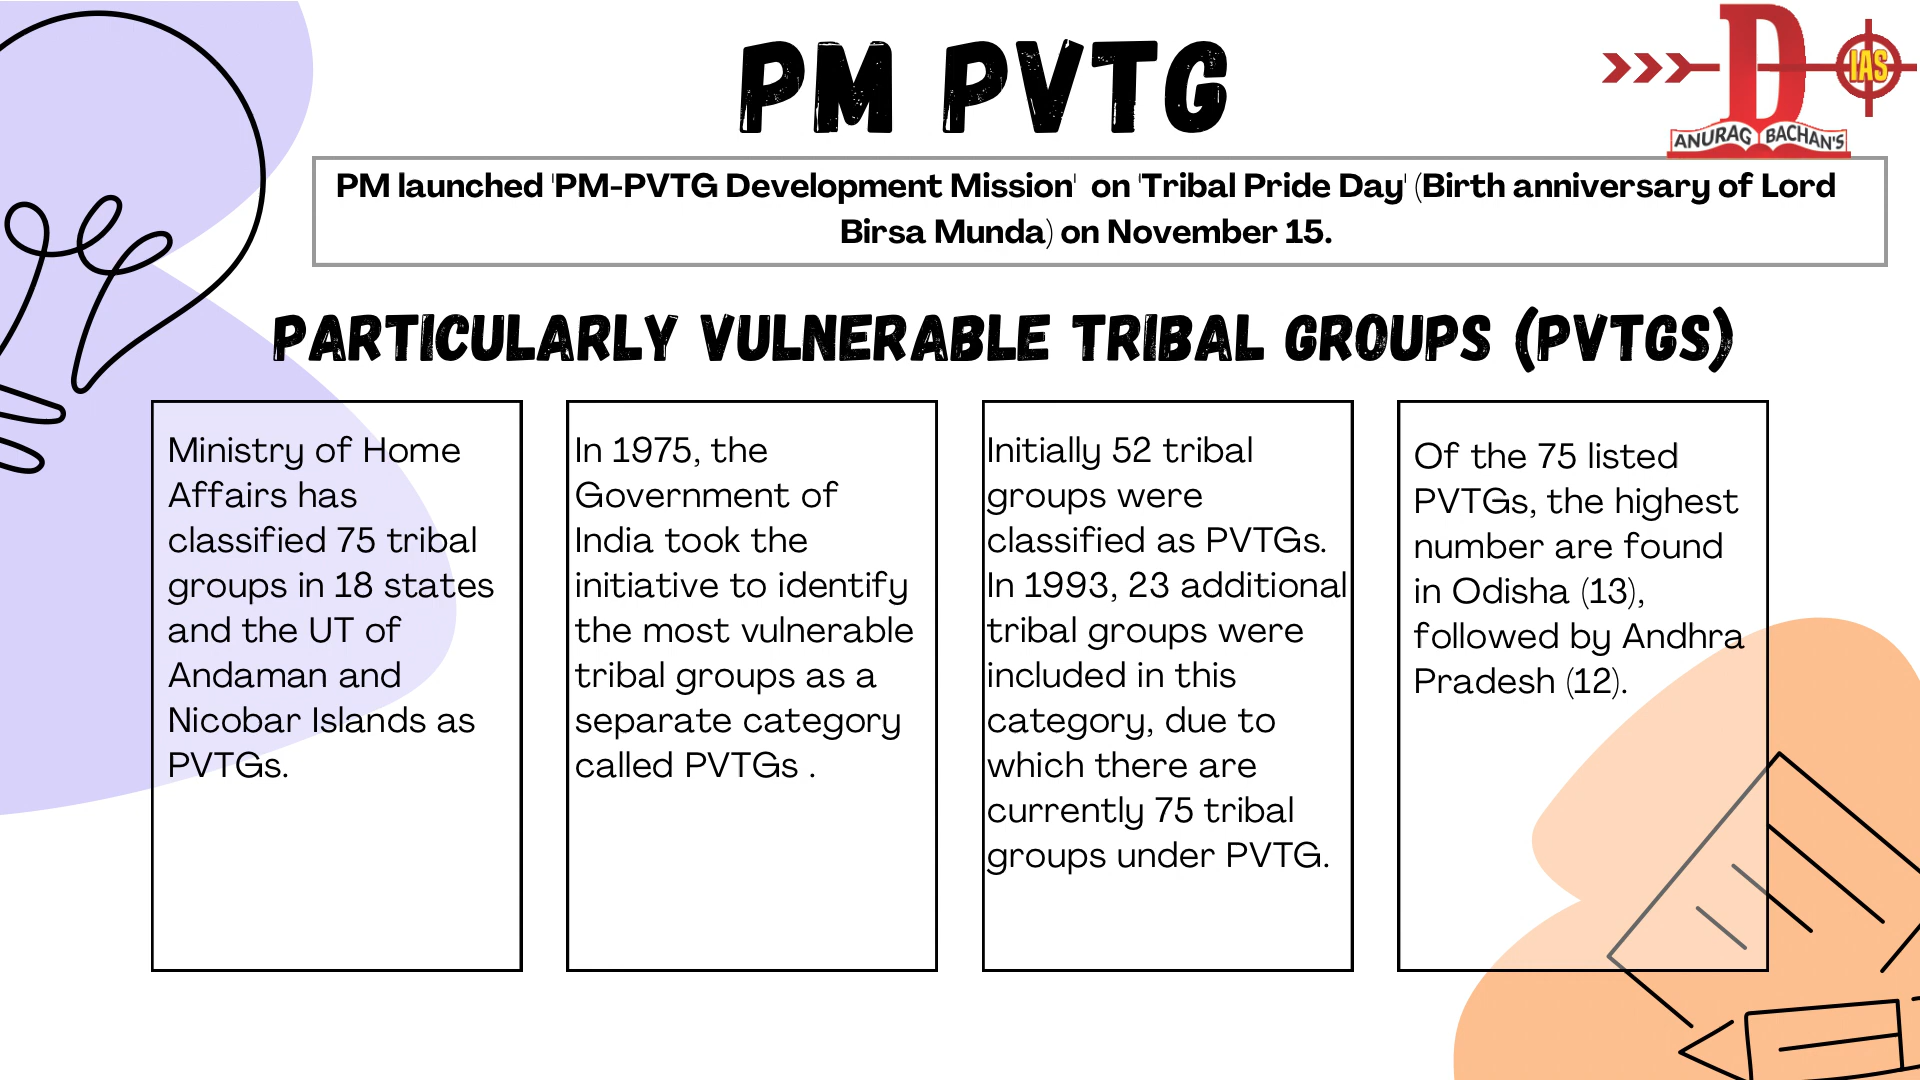 PM PVTG
IAS
ANURAG BACHAN'S
PM launched 'PM-PVTG Development Mission'  on 'Tribal Pride Day' (Birth anniversary of Lord
Birsa Munda) on November 15.
PARTICULARLY VULNERABLE TRIBAL GROUPS (PVTGS)
Ministry of Home
Affairs has
classified 75 tribal
groups in 18 states
and the UT of
Andaman and
Nicobar Islands as
PVTGs.
In 1975, the
Government of
India took the
initiative to identify
the most vulnerable
tribal groups as a
separate category
called PVTGs .
Initially 52 tribal
groups were
classified as PVTGs.
In 1993, 23 additional
tribal groups were
included in this
category, due to
which there are
currently 75 tribal
groups under PVTG.
Of the 75 listed
PVTGs, the highest
number are found
in Odisha (13),
followed by Andhra
Pradesh (12).